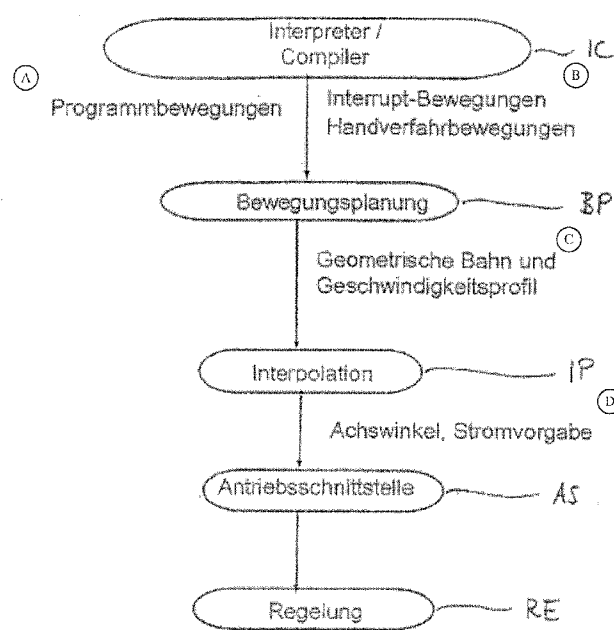 Interpreter /
Compiler
IC
A
B
Programmbewegungen
Interrupt-Bewegungen
Handverfahrbewegungen
Bewegungsplanung
BP
C
Geometrische Bahn und
Geschwindigkeitsprofil
Interpolation
IP
D
Achswinkel, Stromvorgabe
Antriebsschnittstelle
AS
Regelung
RE